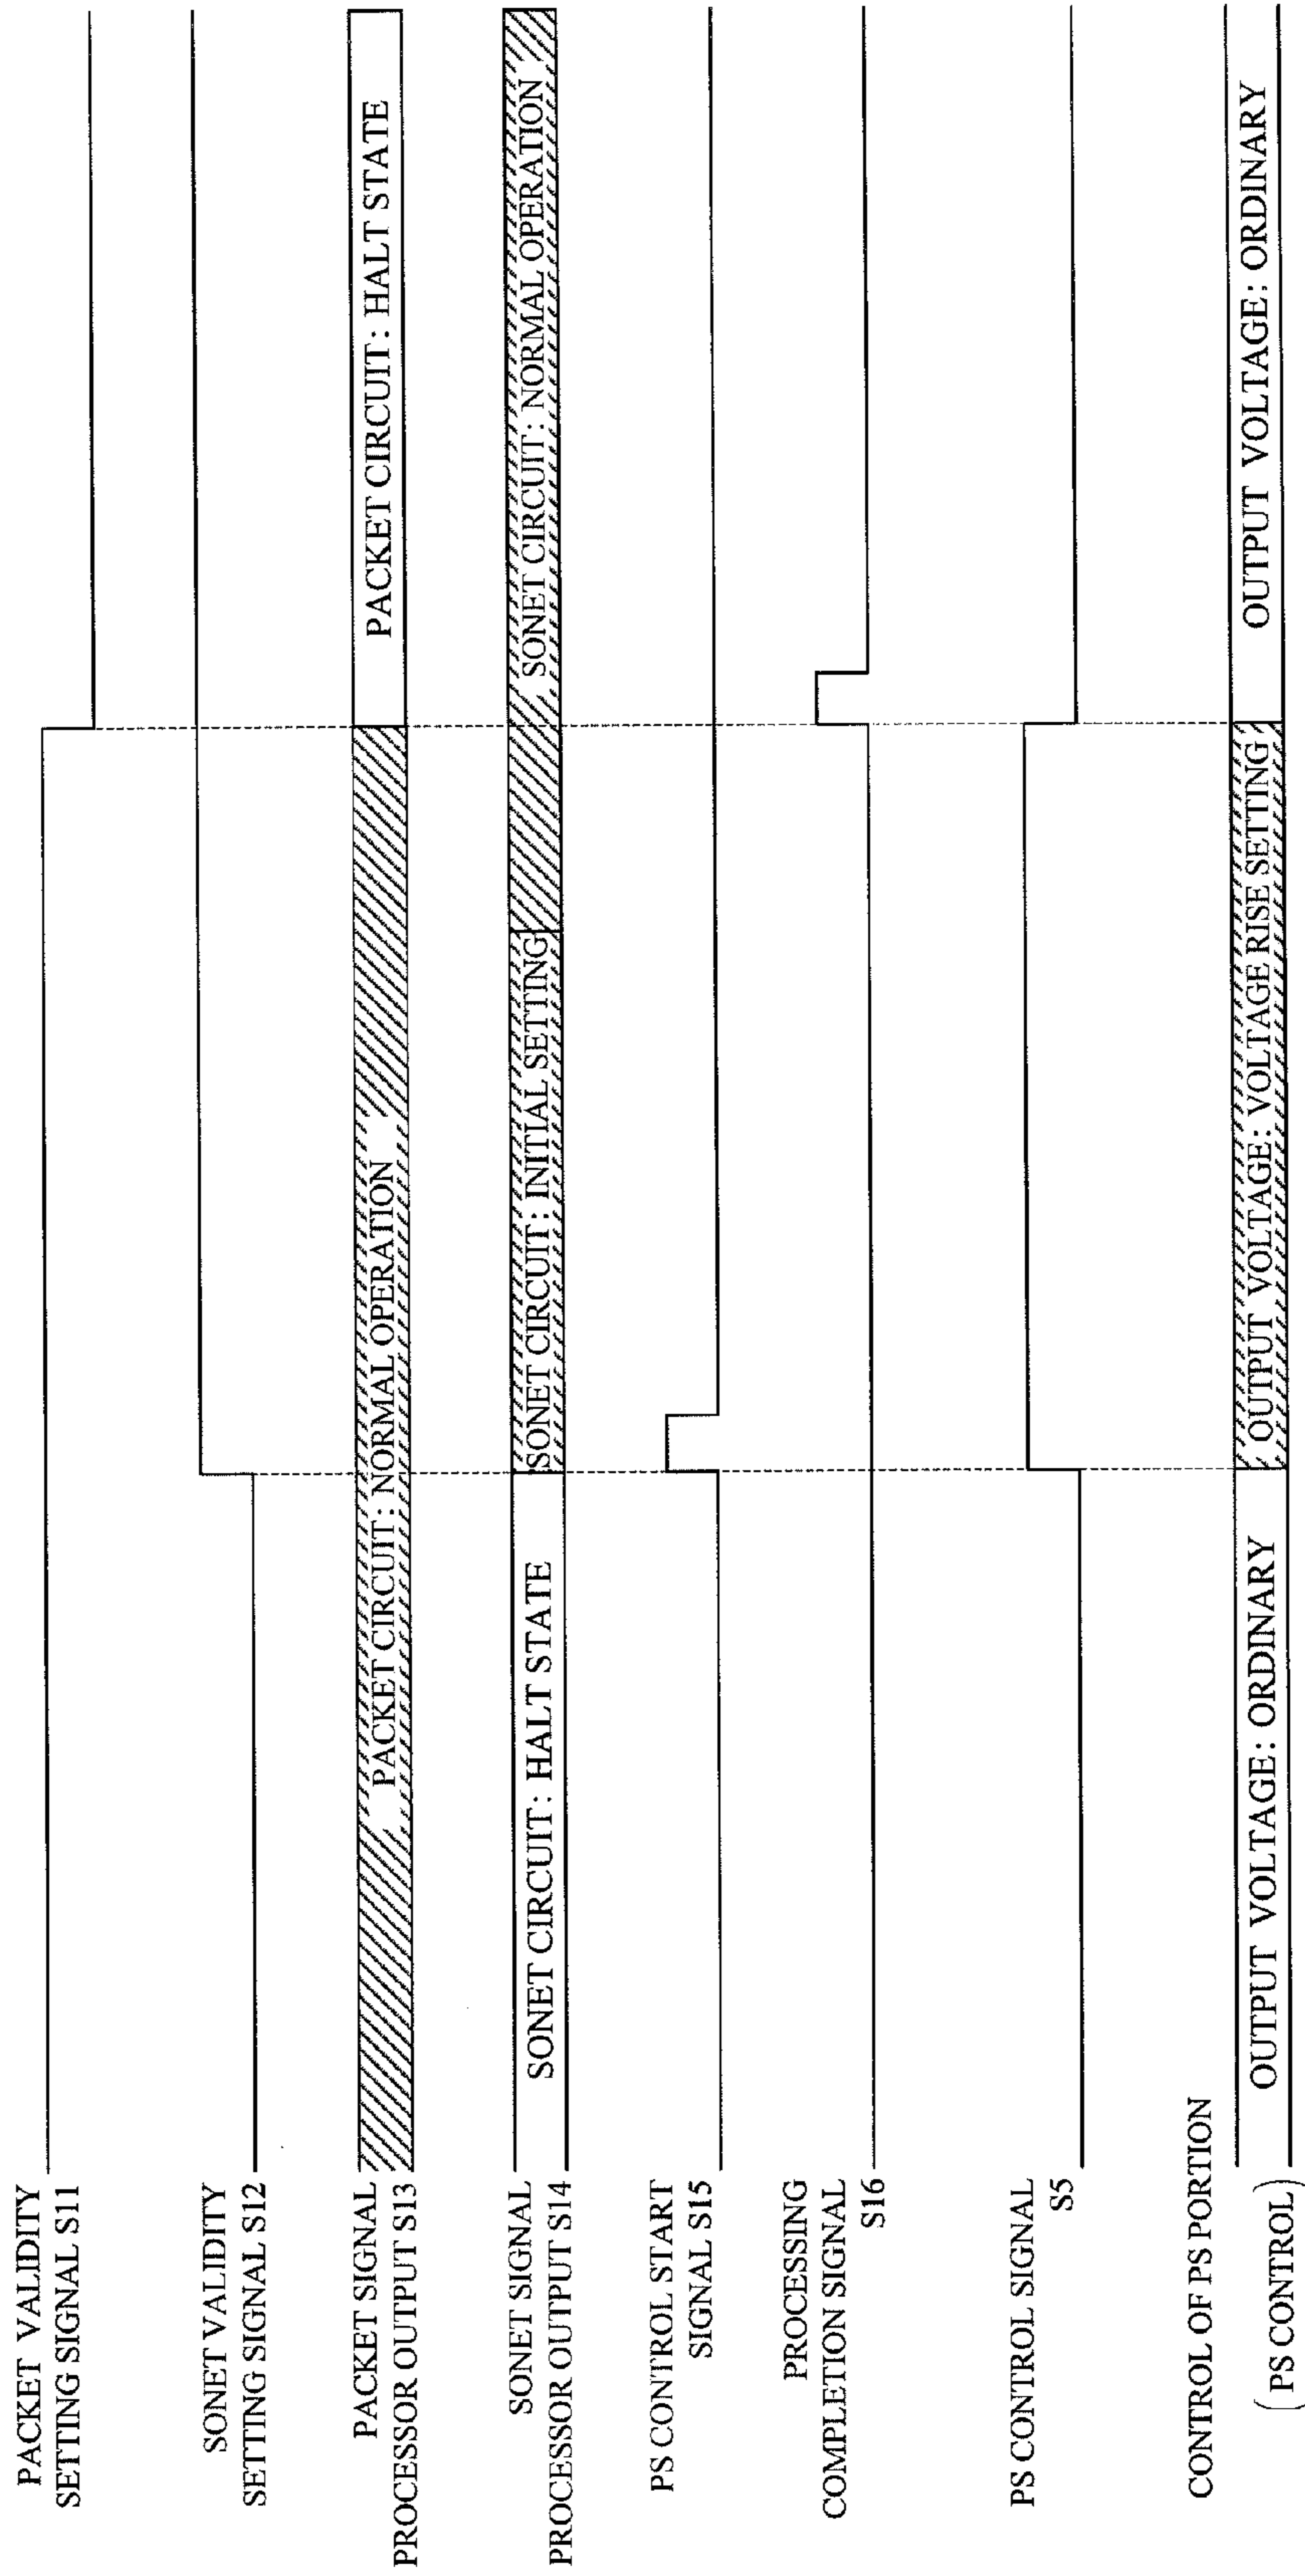 PACKET VALIDITY
SETTING SIGNAL S11
SONET VALIDITY
SETTING SIGNAL S12
PACKET SIGNAL
PROCESSOR OUTPUT S13
PACKET CIRCUIT: NORMAL OPERATION
PACKET CIRCUIT: HALT STATE
SONET SIGNAL
PROCESSOR OUTPUT S14
SONET CIRCUIT: HALT STATE
SONET CIRCUIT: INITIAL SETTING
SONET CIRCUIT: NORMAL OPERATION
PS CONTROL START
SIGNAL S15
PROCESSING
COMPLETION SIGNAL
S16
PS CONTROL SIGNAL
S5
CONTROL OF PS PORTION
(PS CONTROL)
OUTPUT VOLTAGE: ORDINARY
OUTPUT VOLTAGE: VOLTAGE RISE SETTING
OUTPUT VOLTAGE: ORDINARY